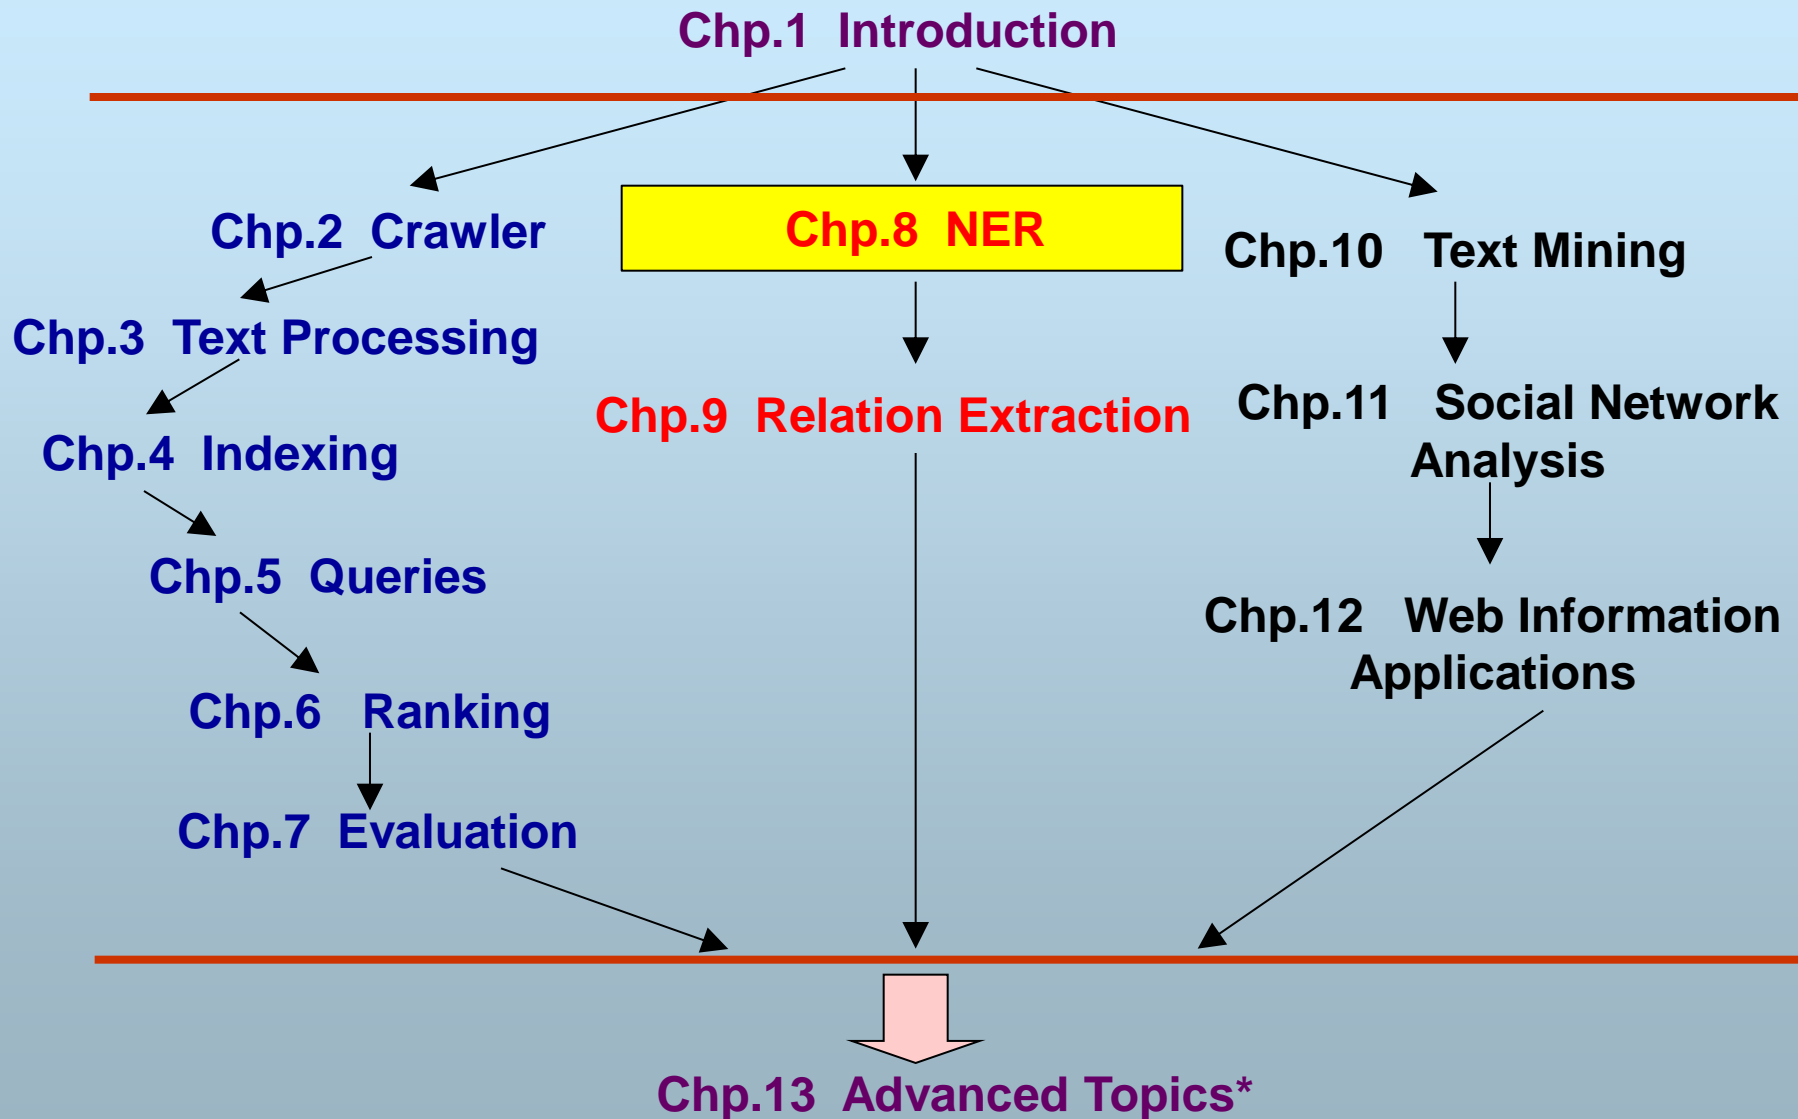 Chp.1 Introduction
Chp.2 Crawler
Chp.3 Text Processing
Chp.4 Indexing
Chp.5 Queries
Chp.6 Ranking
Chp.7 Evaluation
Chp.8 NER
Chp.9 Relation Extraction
Chp.10 Text Mining
Chp.11 Social Network
Analysis
Chp.12 Web Information
Applications
Chp.13 Advanced Topics*